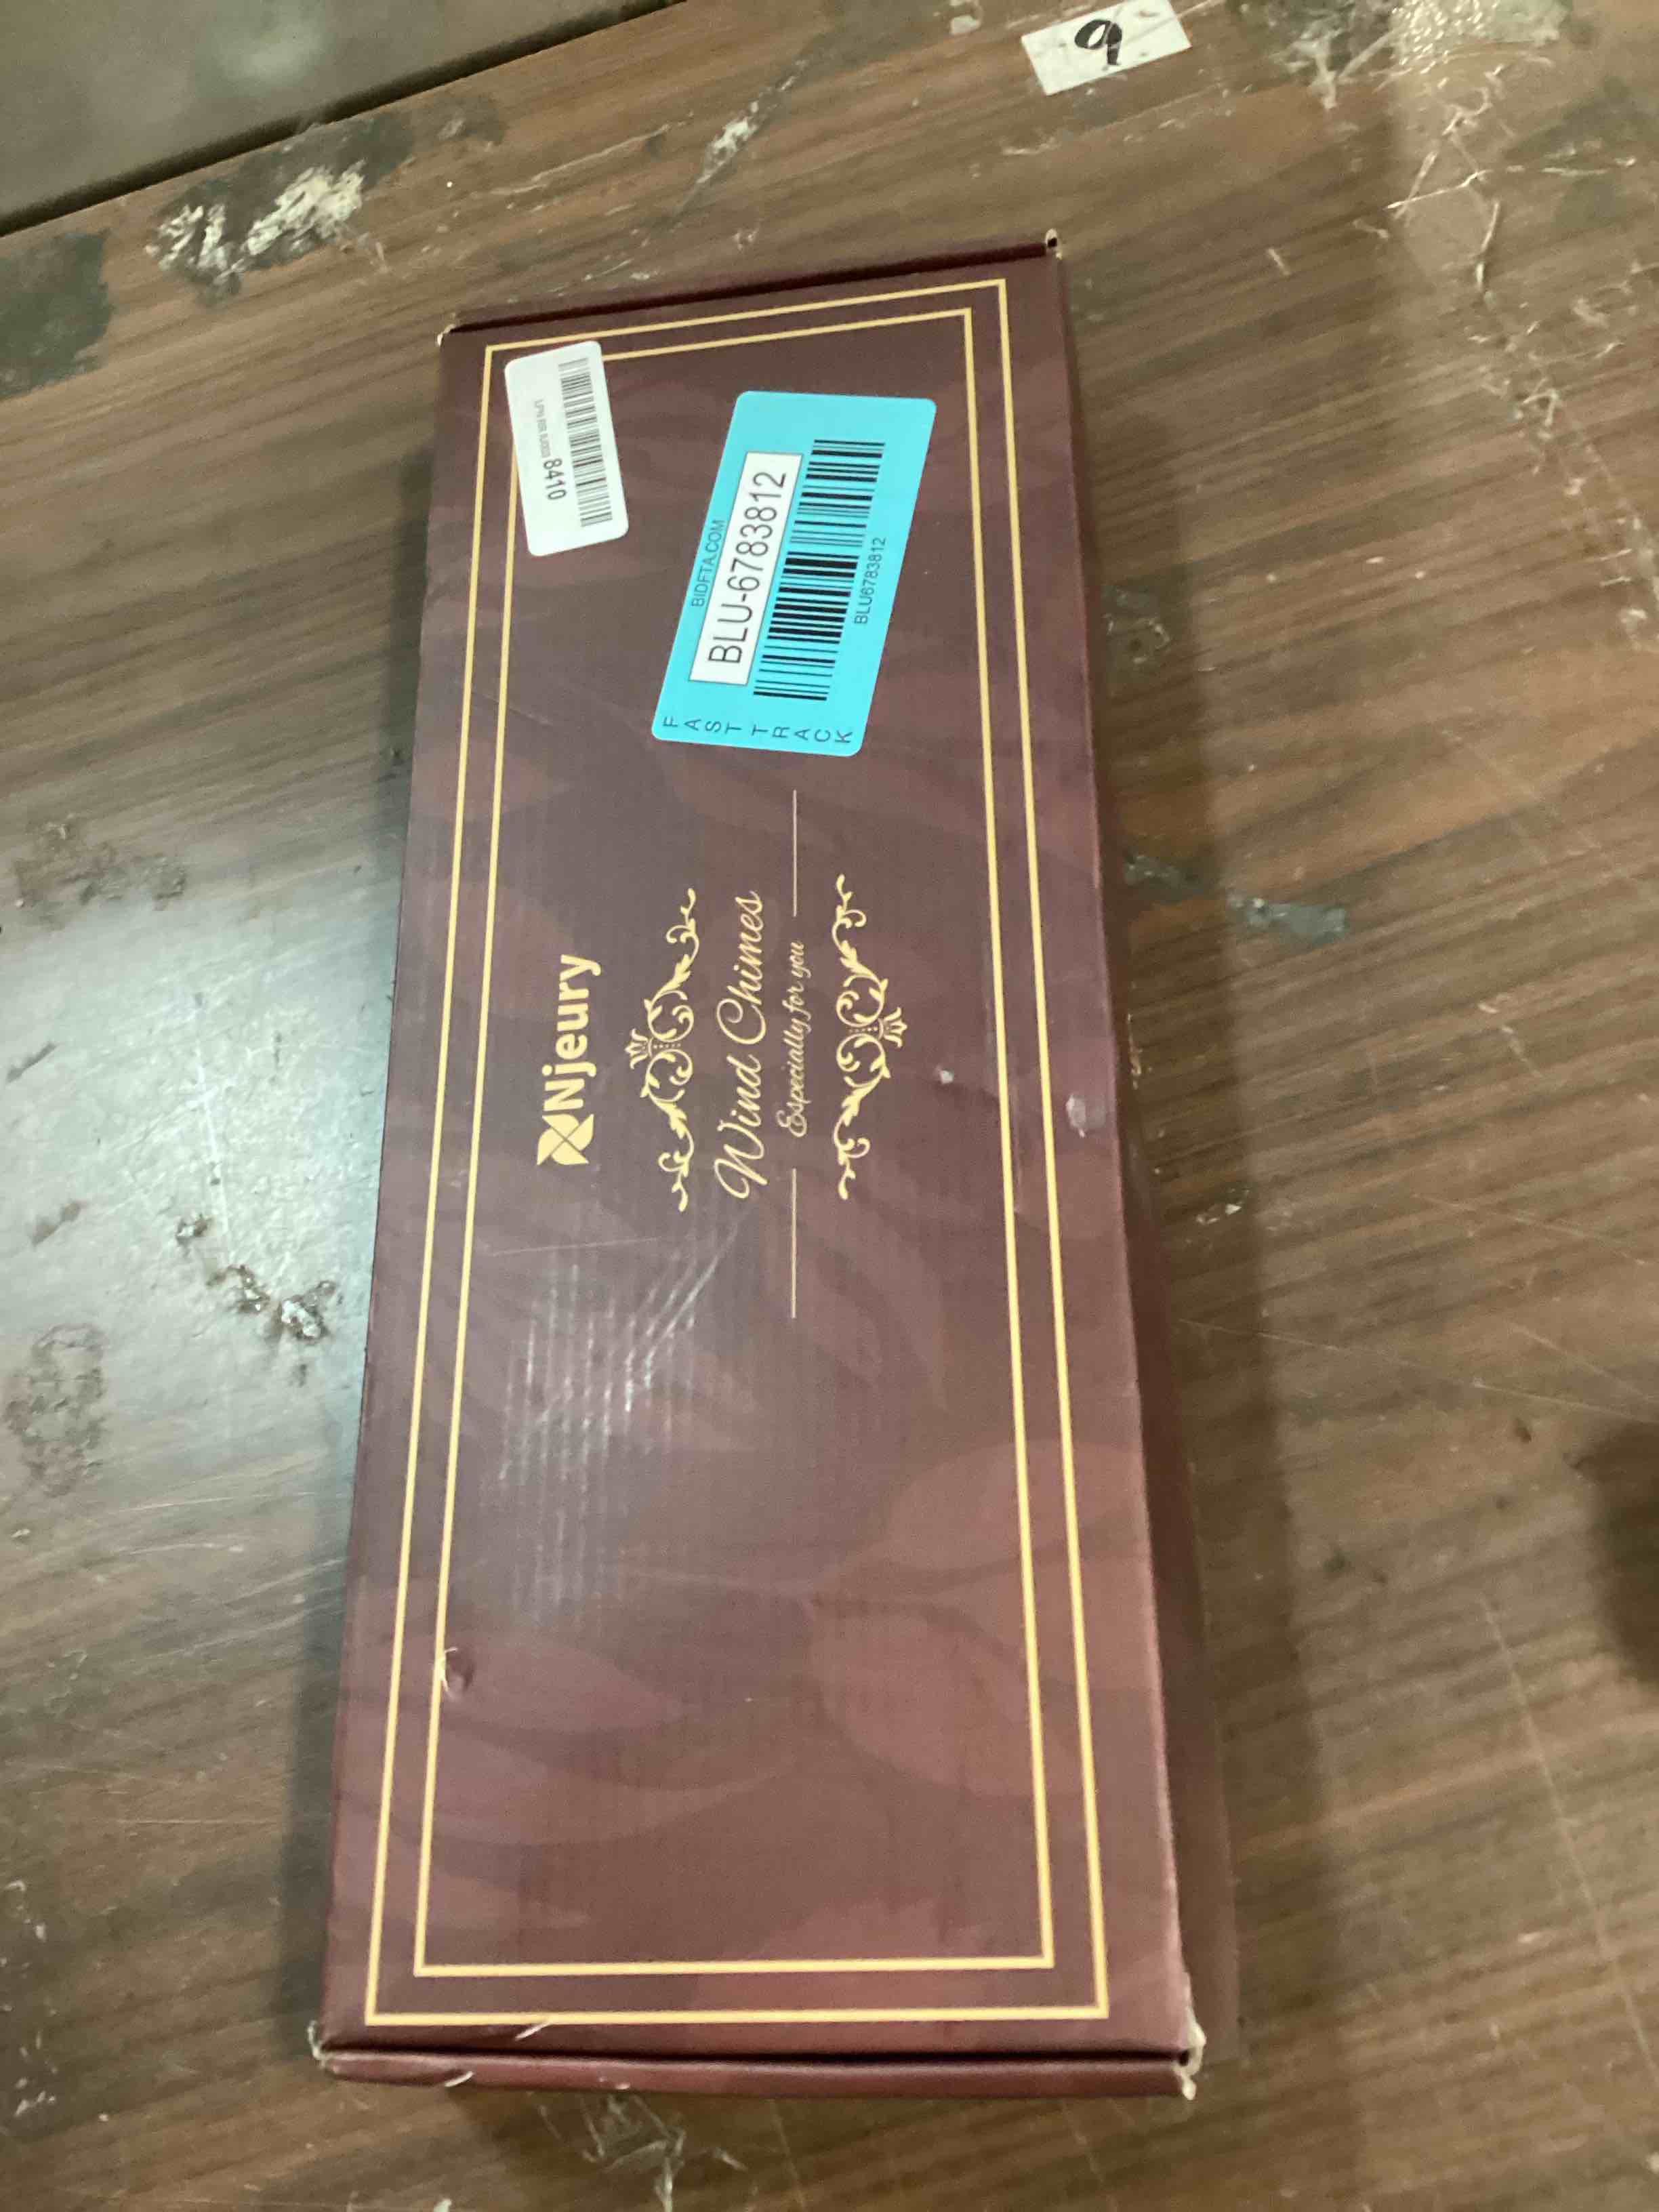 9
8410
BIDFTA.COM
BLU-6783812
BLU6783812
FAST TRACK
Njeury
Wind Chimes
Especially for you